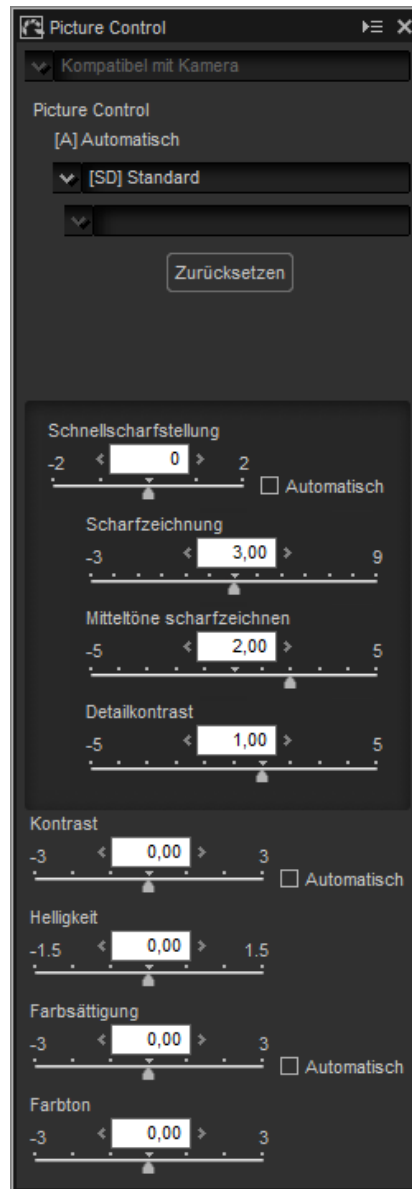 Picture Control
Kompatibel mit Kamera
Picture Control
[A] Automatisch
[SD] Standard
Zurücksetzen
Schnellscharfstellung
-2 < 0 > 2
Automatisch
Scharfzeichnung
-3 < 3,00 > 9
Mitteltöne scharfzeichnen
-5 < 2,00 > 5
Detailkontrast
-5 < 1,00 > 5
Kontrast
-3 < 0,00 > 3
Automatisch
Helligkeit
-1.5 < 0,00 > 1.5
Farbsättigung
-3 < 0,00 > 3
Automatisch
Farbton
-3 < 0,00 > 3